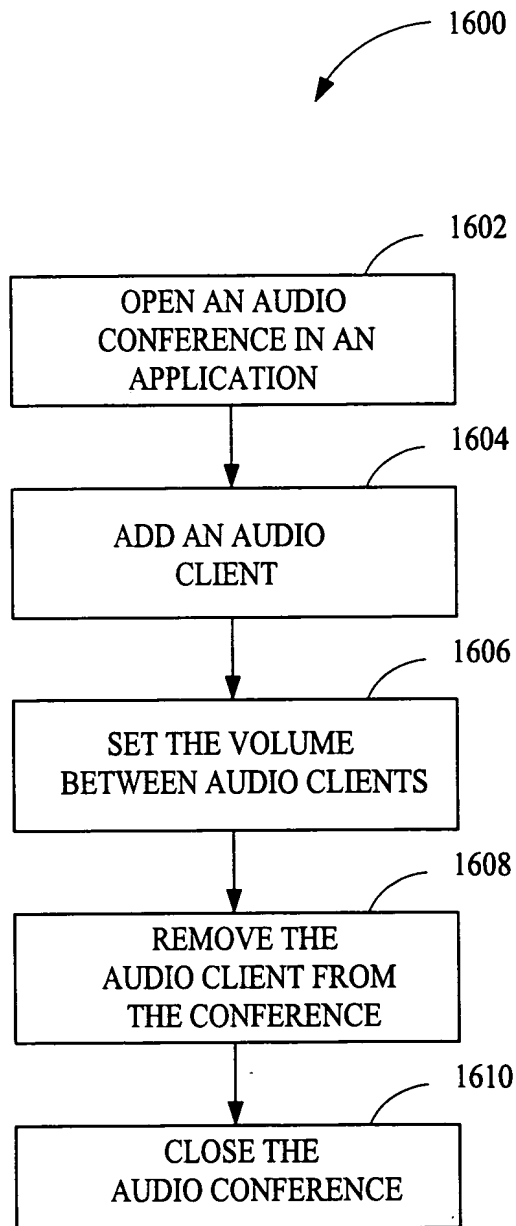 1600
1602
OPEN AN AUDIO
CONFERENCE IN AN
APPLICATION
1604
ADD AN AUDIO
CLIENT
1606
SET THE VOLUME
BETWEEN AUDIO CLIENTS
1608
REMOVE THE
AUDIO CLIENT FROM
THE CONFERENCE
1610
CLOSE THE
AUDIO CONFERENCE